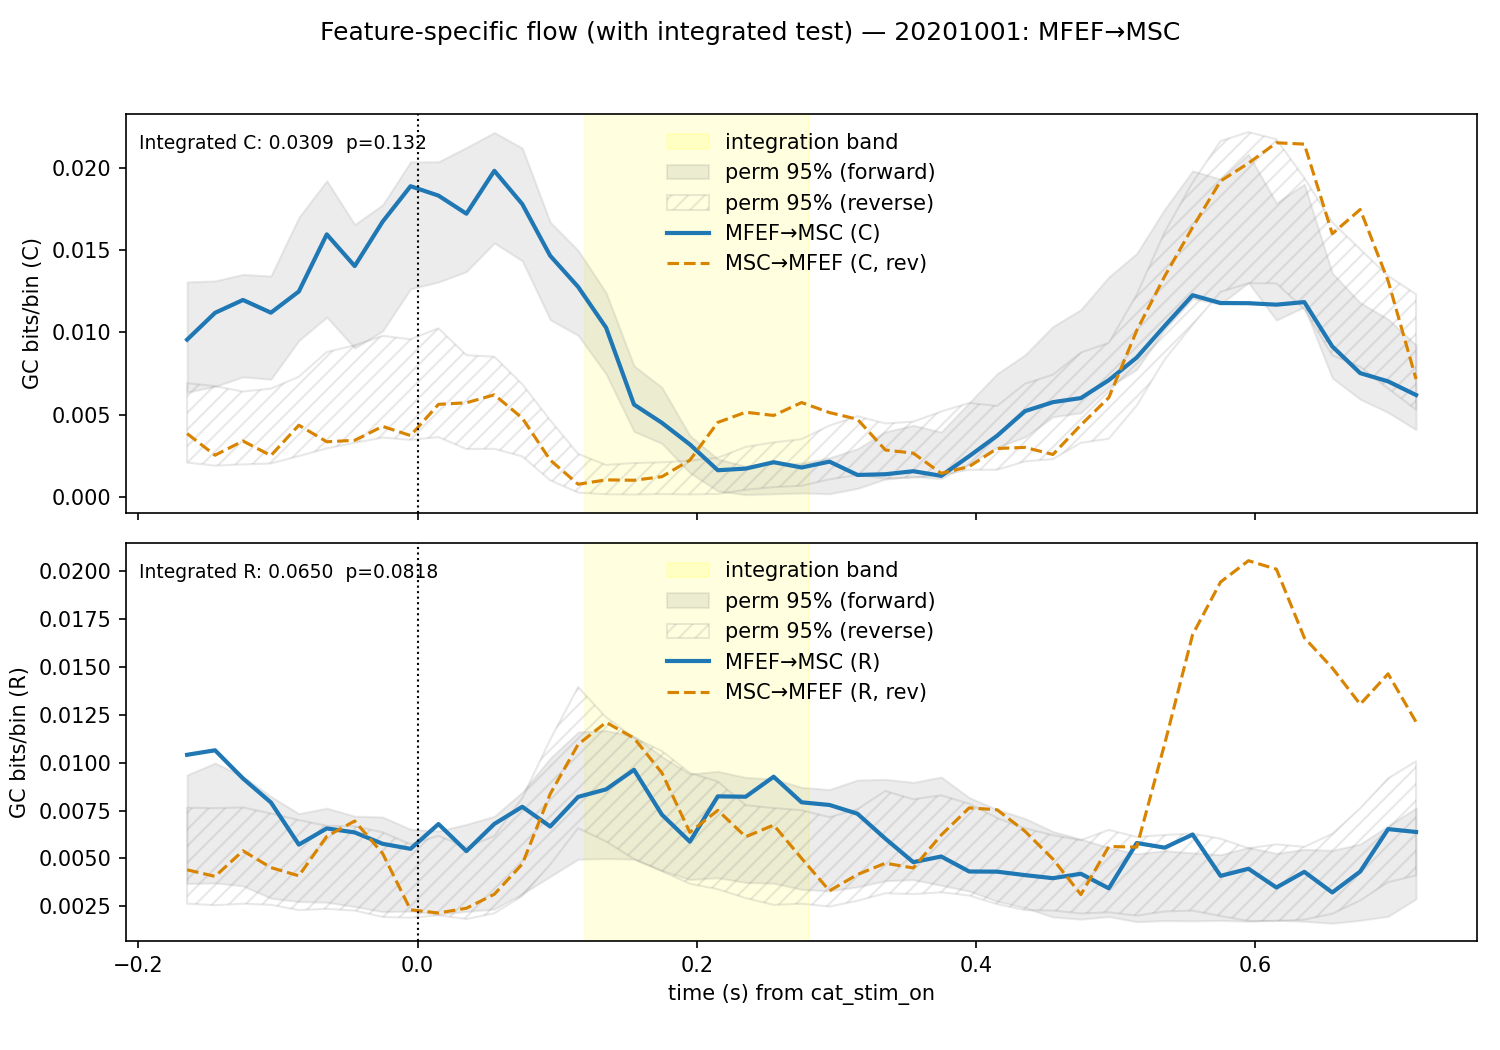 Feature-specific flow (with integrated test) — 20201001: MFEF→MSC
Integrated C: 0.0309  p=0.132
integration band
perm 95% (forward)
perm 95% (reverse)
MFEF→MSC (C)
MSC→MFEF (C, rev)
GC bits/bin (C)
0.020
0.015
0.010
0.005
0.000
Integrated R: 0.0650  p=0.0818
integration band
perm 95% (forward)
perm 95% (reverse)
MFEF→MSC (R)
MSC→MFEF (R, rev)
GC bits/bin (R)
0.0200
0.0175
0.0150
0.0125
0.0100
0.0075
0.0050
0.0025
−0.2 0.0 0.2 0.4 0.6
time (s) from cat_stim_on